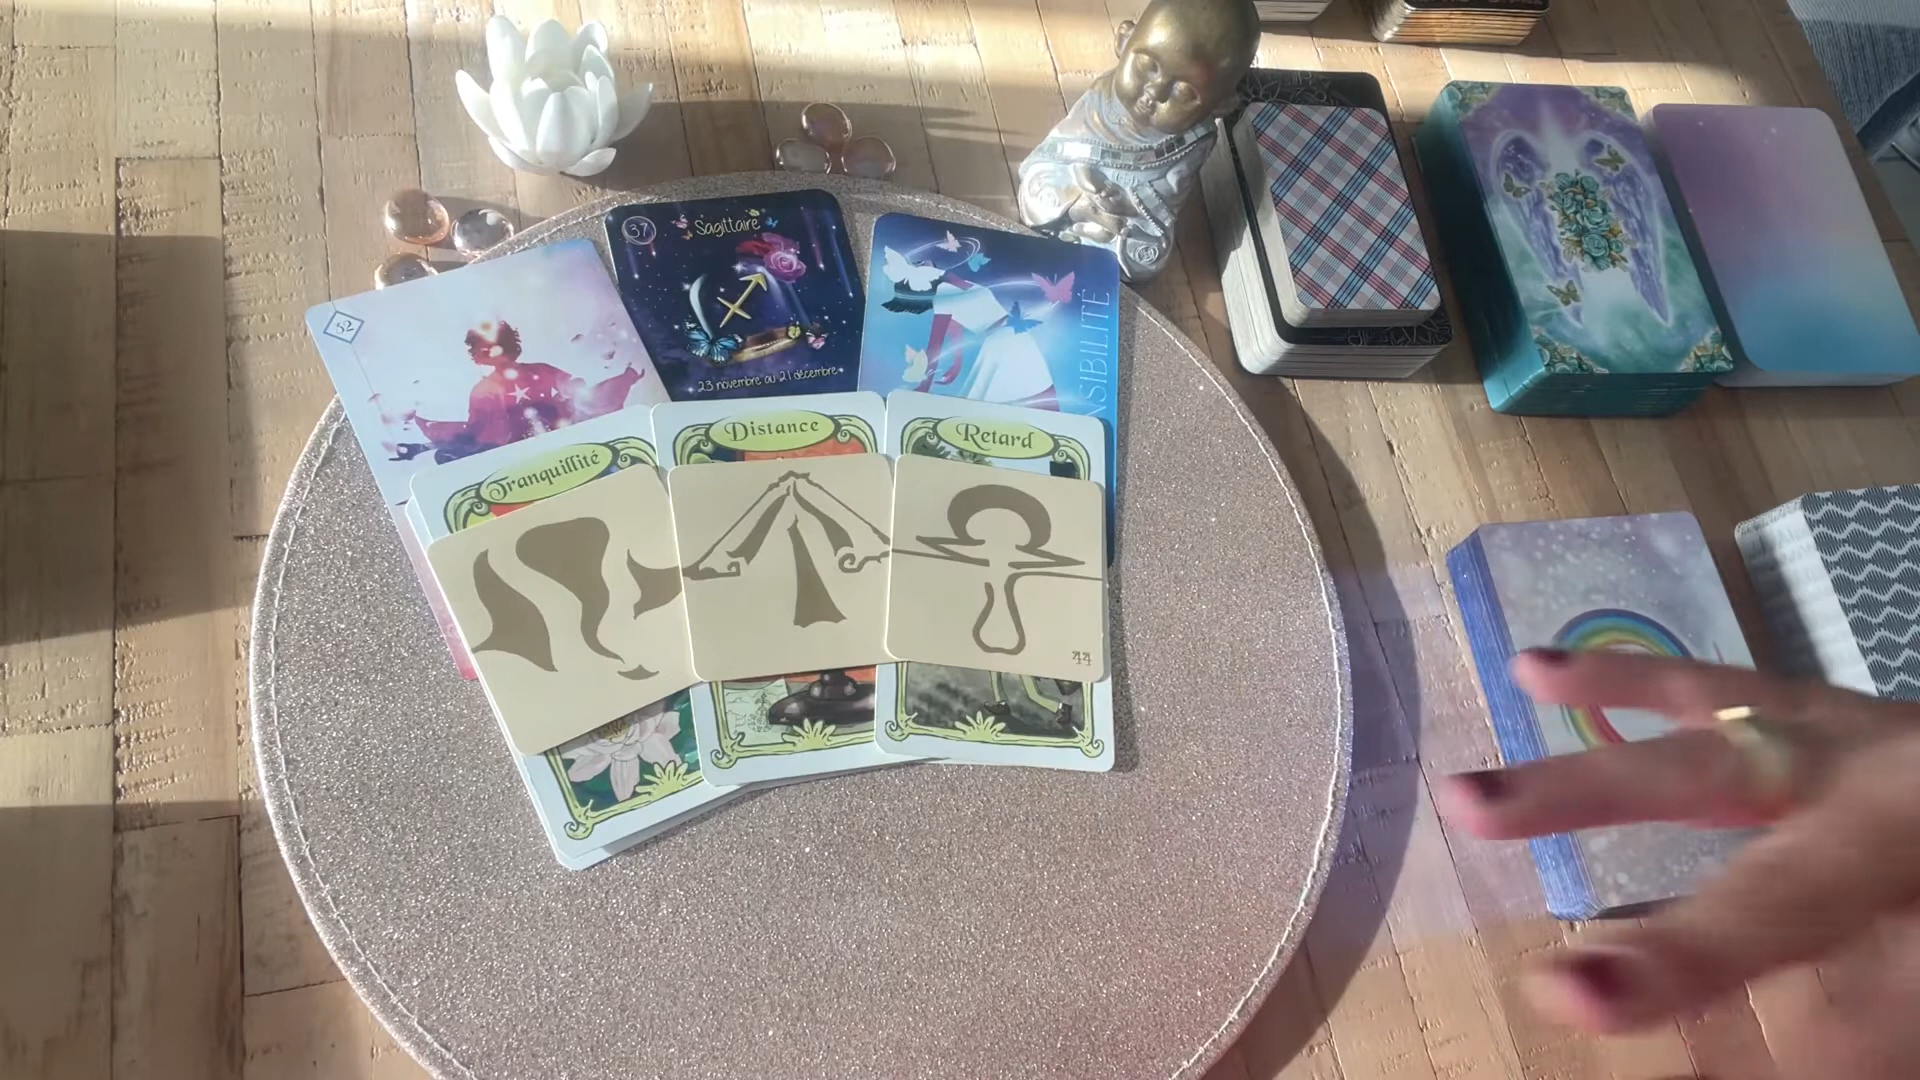 37
Sagittaire
23 novembre au 21 décembre
52
NSIBILITÉ
Tranquillité
Distance
Retard
44